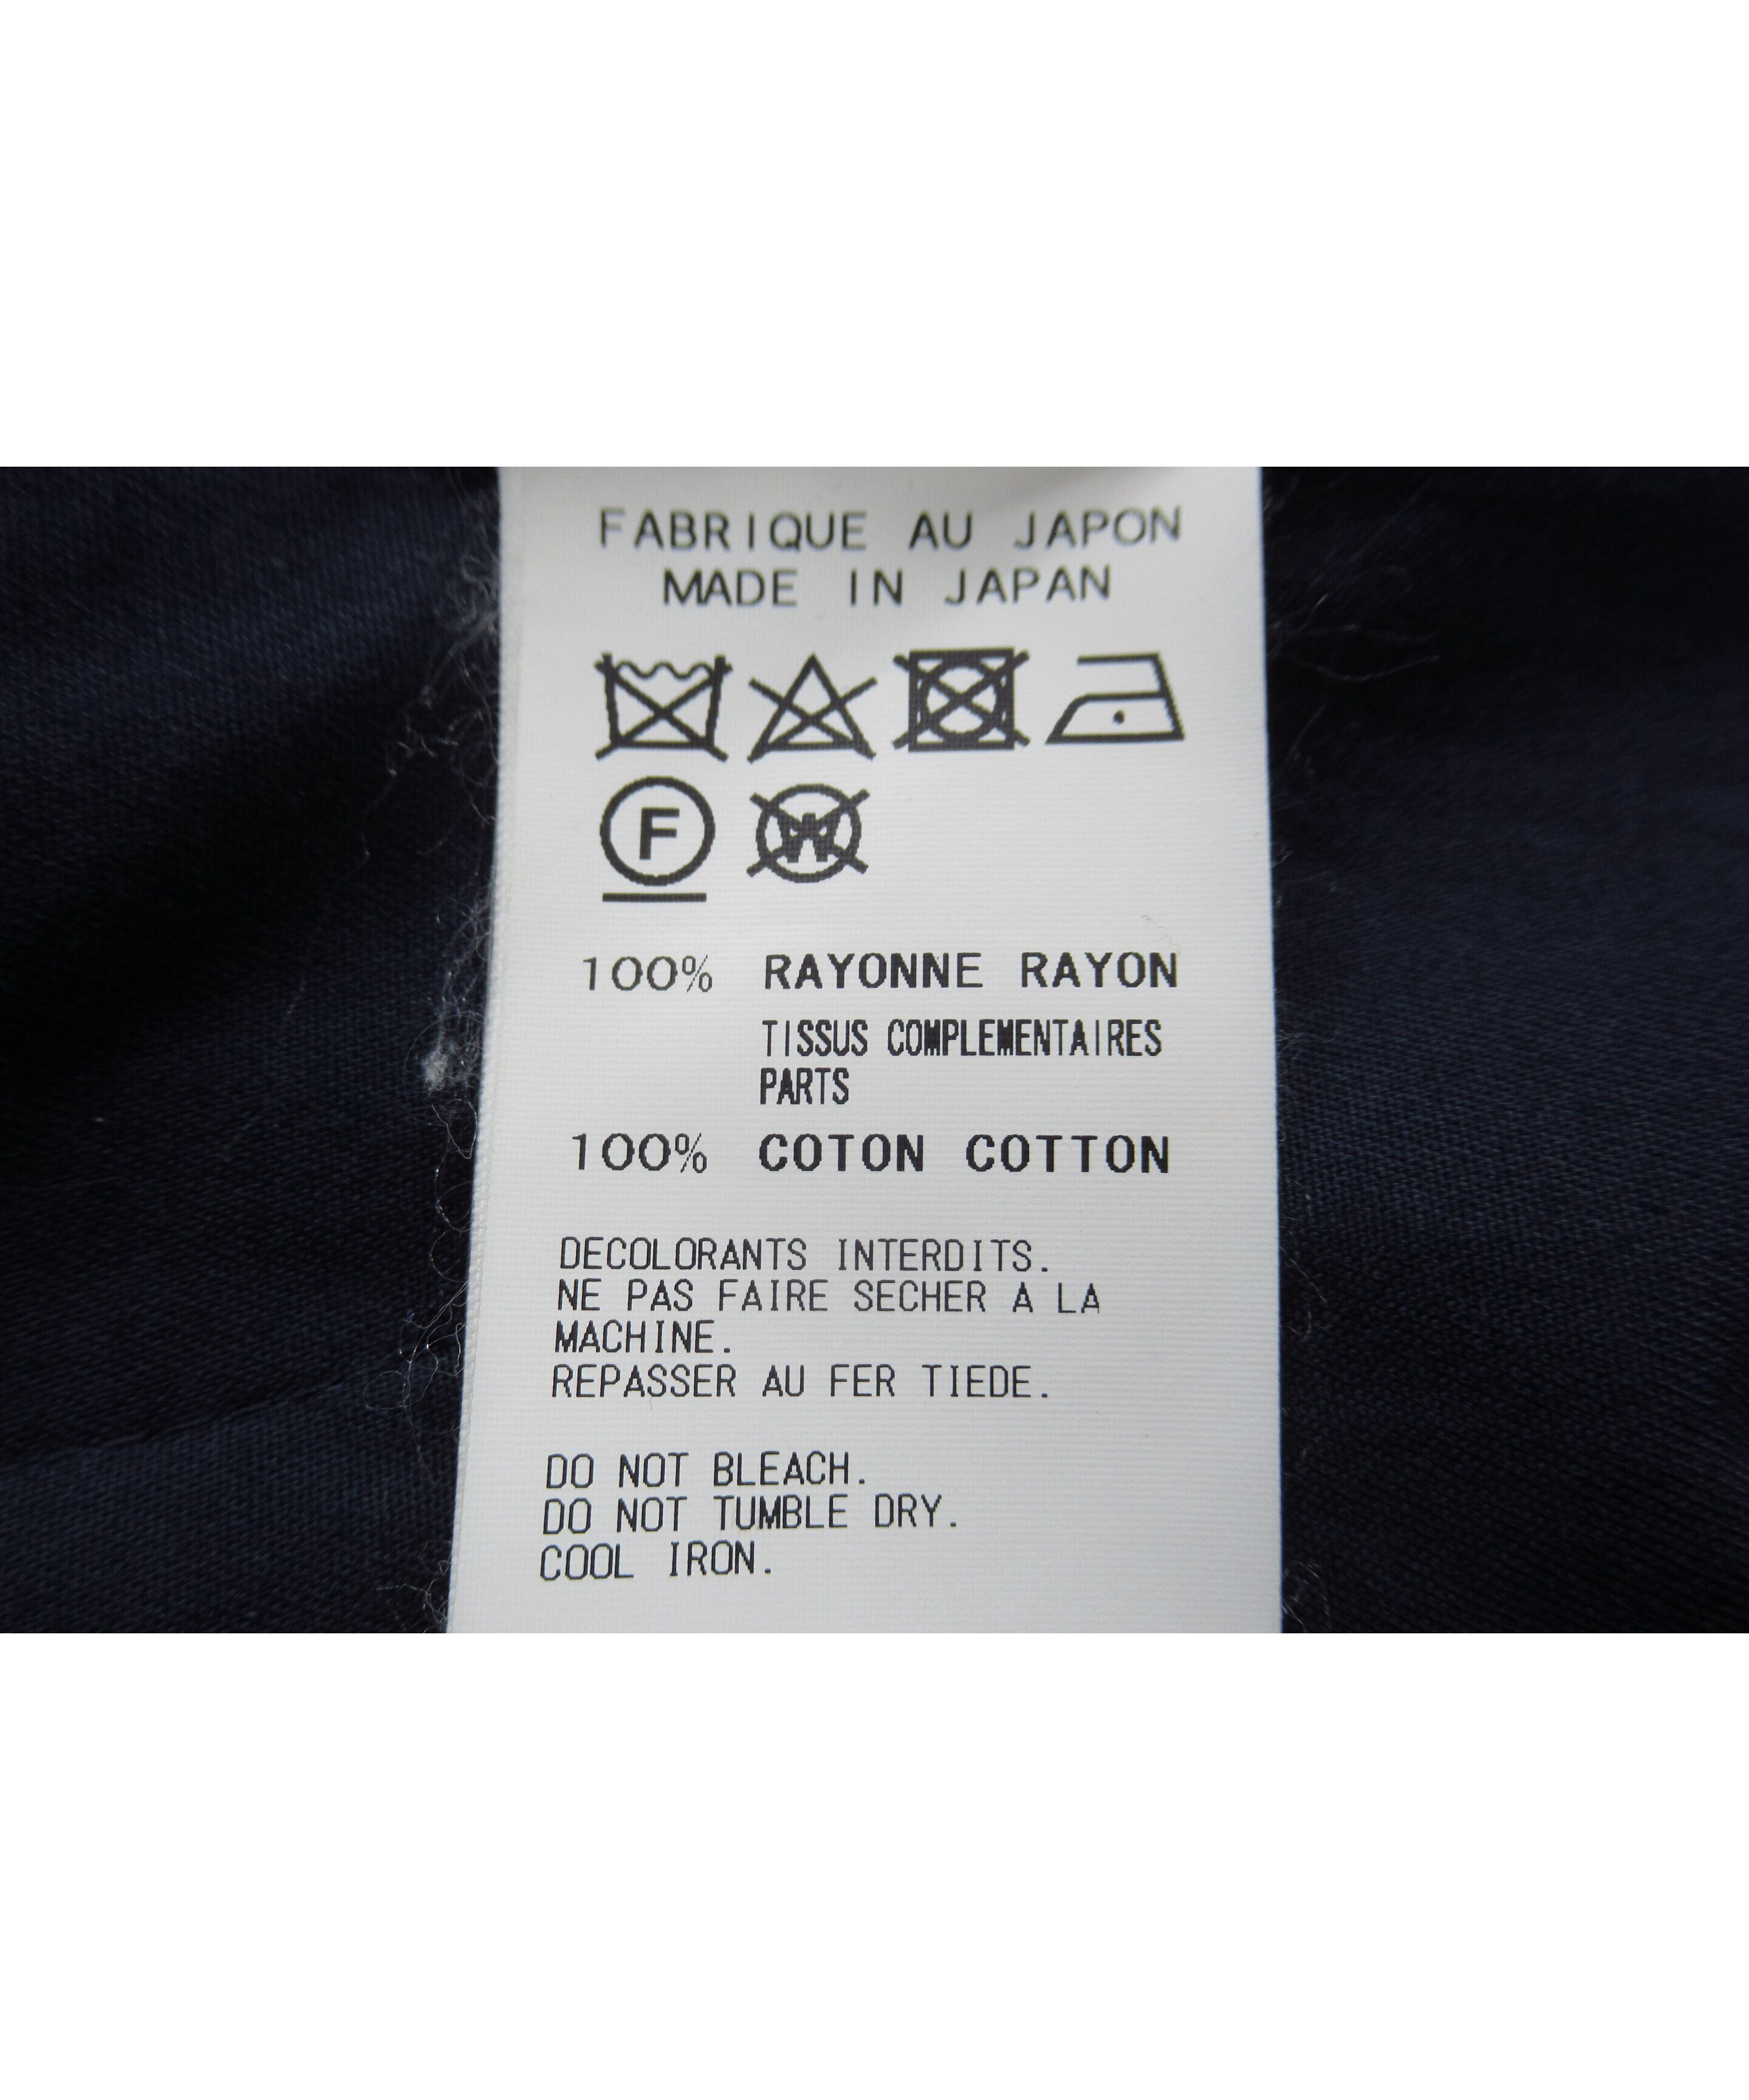 FABRIQUE AU JAPON
MADE IN JAPAN
F W
100% RAYONNE RAYON
TISSUS COMPLEMENTAIRES
PARTS
100% COTON COTTON
DECOLORANTS INTERDITS.
NE PAS FAIRE SECHER A LA
MACHINE.
REPASSER AU FER TIEDE.
DO NOT BLEACH.
DO NOT TUMBLE DRY.
COOL IRON.